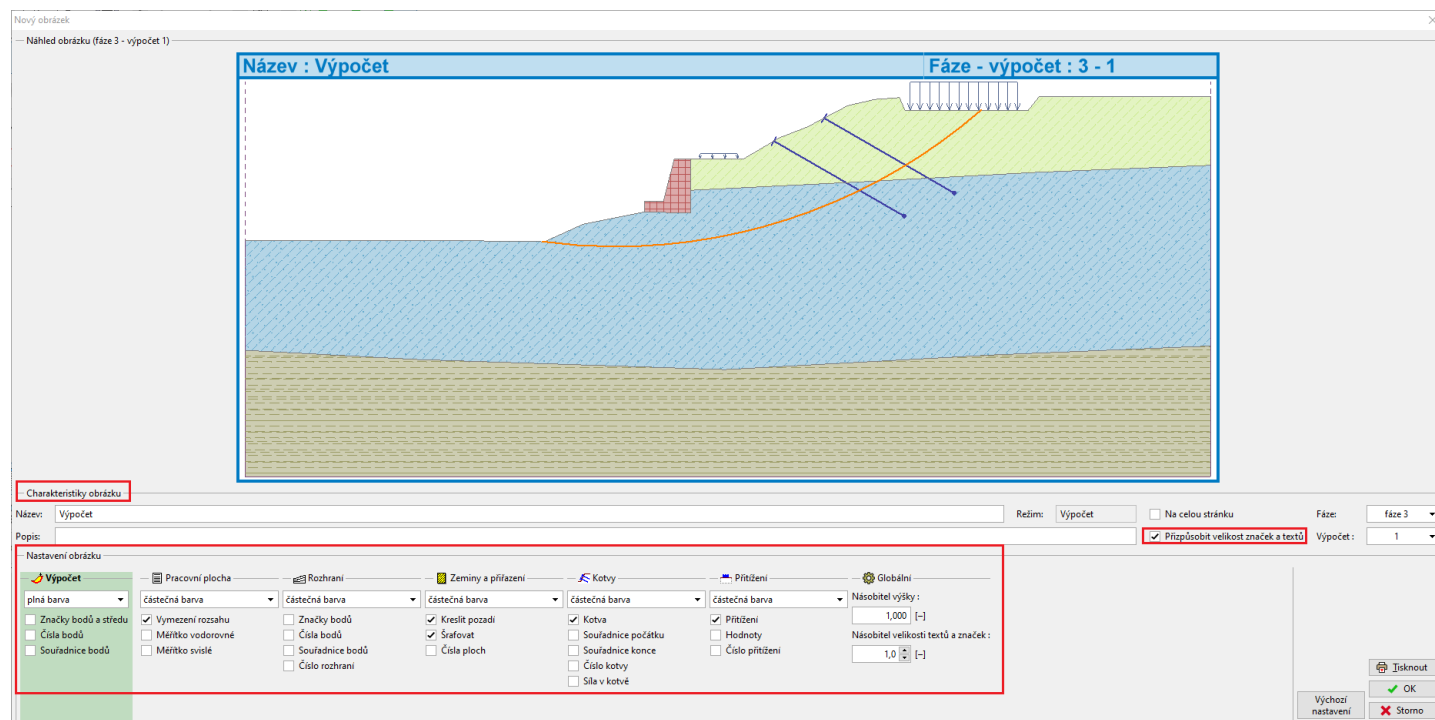 Nový obrázek
Náhled obrázku (fáze 3 - výpočet 1)
Název : Výpočet Fáze - výpočet : 3 - 1
Charakteristiky obrázku
Název: Výpočet Režim: Výpočet Na celou stránku Fáze: fáze 3
Popis: Přizpůsobit velikost značek a textů Výpočet : 1
Nastavení obrázku
Výpočet Pracovní plocha Rozhraní Zeminy a přiřazení Kotvy Přitížení Globální
plná barva částečná barva částečná barva částečná barva částečná barva částečná barva Násobitel výšky :
Značky bodů a středu Vymezení rozsahu Značky bodů Kreslit pozadí Kotva Přitížení 1,000 [–]
Čísla bodů Měřítko vodorovné Čísla bodů Šrafovat Souřadnice počátku Hodnoty Násobitel velikosti textů a značek :
Souřadnice bodů Měřítko svislé Souřadnice bodů Čísla ploch Souřadnice konce Číslo přitížení 1,0 [–]
Číslo rozhraní Číslo kotvy
Síla v kotvě
Tisknout
OK
Výchozí nastavení Storno